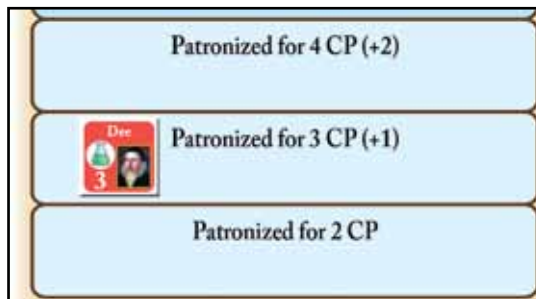 Patronized for 4 CP (+2)
Dee
3
Patronized for 3 CP (+1)
Patronized for 2 CP